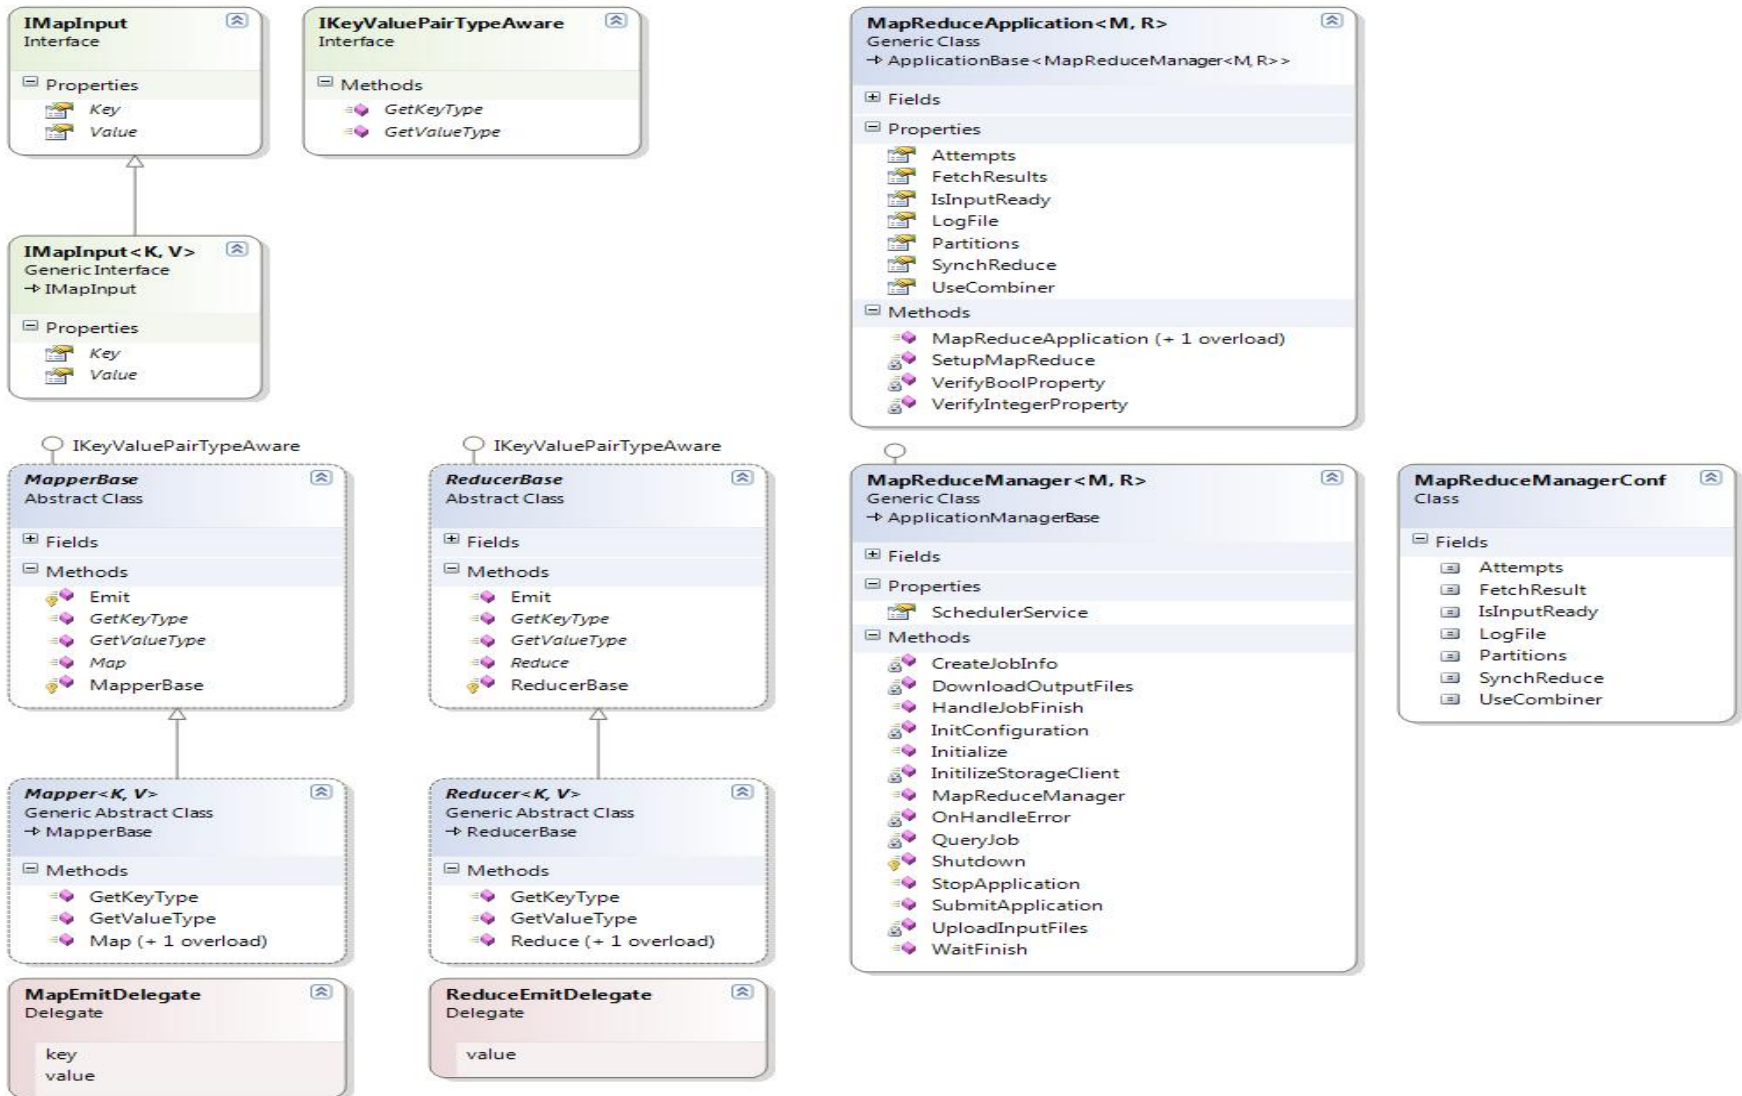 IMapInput
Interface
Properties
Key
Value
IKeyValuePairTypeAware
Interface
Methods
GetKeyType
GetValueType
MapReduceApplication<M, R>
Generic Class
ApplicationBase<MapReduceManager<M, R>>
Fields
Properties
Attempts
FetchResults
IsInputReady
LogFile
Partitions
SynchReduce
UseCombiner
Methods
MapReduceApplication (+ 1 overload)
SetupMapReduce
VerifyBoolProperty
VerifyIntegerProperty
IMapInput<K, V>
Generic Interface
IMapInput
Properties
Key
Value
IKeyValuePairTypeAware
MapperBase
Abstract Class
Fields
Methods
Emit
GetKeyType
GetValueType
Map
MapperBase
IKeyValuePairTypeAware
ReducerBase
Abstract Class
Fields
Methods
Emit
GetKeyType
GetValueType
Reduce
ReducerBase
MapReduceManager<M, R>
Generic Class
ApplicationManagerBase
Fields
Properties
SchedulerService
Methods
CreateJobInfo
DownloadOutputFiles
HandleJobFinish
InitConfiguration
Initialize
InitilizeStorageClient
MapReduceManager
OnHandleError
QueryJob
Shutdown
StopApplication
SubmitApplication
UploadInputFiles
WaitFinish
MapReduceManagerConf
Class
Fields
Attempts
FetchResult
IsInputReady
LogFile
Partitions
SynchReduce
UseCombiner
Mapper<K, V>
Generic Abstract Class
MapperBase
Methods
GetKeyType
GetValueType
Map (+ 1 overload)
Reducer<K, V>
Generic Abstract Class
ReducerBase
Methods
GetKeyType
GetValueType
Reduce (+ 1 overload)
MapEmitDelegate
Delegate
key
value
ReduceEmitDelegate
Delegate
value